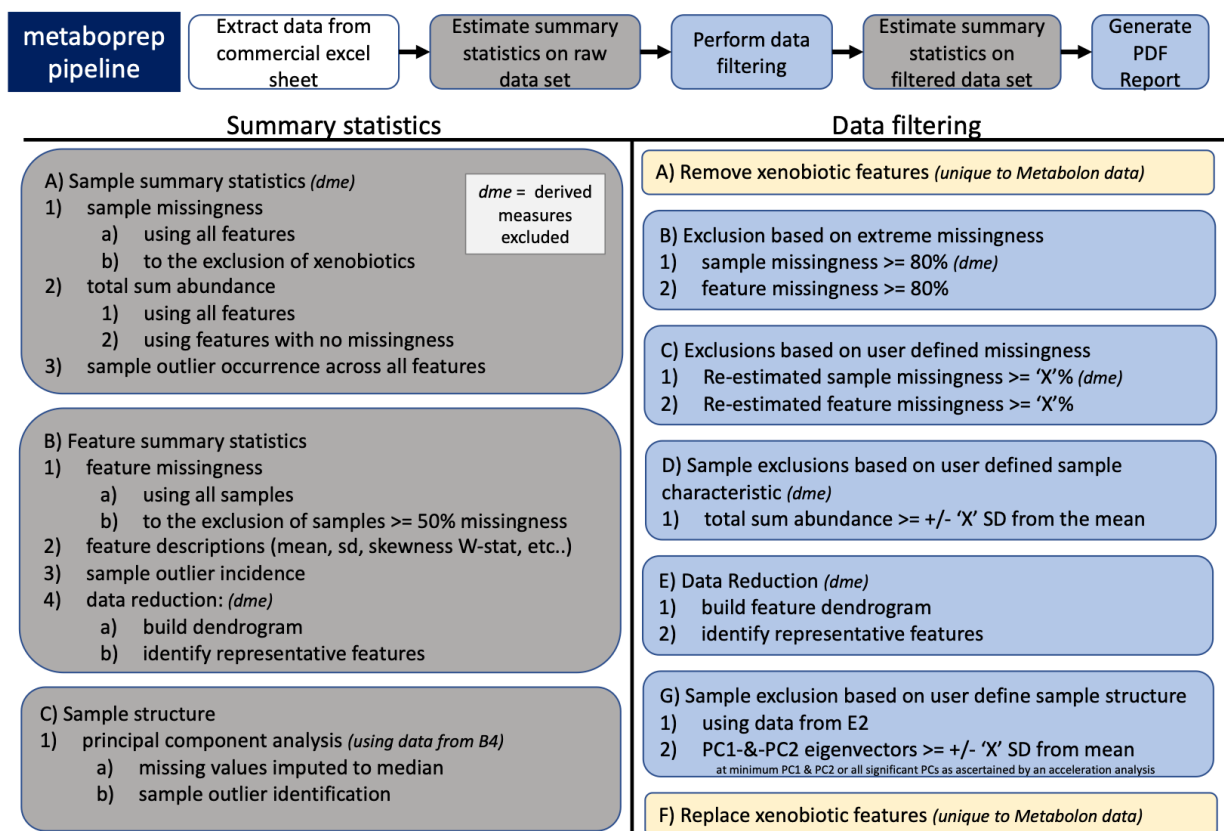 metaboprep
pipeline
Extract data from
commercial excel
sheet
Estimate summary
statistics on raw
data set
Perform data
filtering
Estimate summary
statistics on
filtered data set
Generate
PDF
Report
Summary statistics
A) Sample summary statistics (dme)
1) sample missingness
a) using all features
b) to the exclusion of xenobiotics
2) total sum abundance
1) using all features
2) using features with no missingness
3) sample outlier occurrence across all features
dme = derived
measures
excluded
B) Feature summary statistics
1) feature missingness
a) using all samples
b) to the exclusion of samples >= 50% missingness
2) feature descriptions (mean, sd, skewness W-stat, etc..)
3) sample outlier incidence
4) data reduction: (dme)
a) build dendrogram
b) identify representative features
C) Sample structure
1) principal component analysis (using data from B4)
a) missing values imputed to median
b) sample outlier identification
Data filtering
A) Remove xenobiotic features (unique to Metabolon data)
B) Exclusion based on extreme missingness
1) sample missingness >= 80% (dme)
2) feature missingness >= 80%
C) Exclusions based on user defined missingness
1) Re-estimated sample missingness >= ‘X’% (dme)
2) Re-estimated feature missingness >= ‘X’%
D) Sample exclusions based on user defined sample
characteristic (dme)
1) total sum abundance >= +/- ‘X’ SD from the mean
E) Data Reduction (dme)
1) build feature dendrogram
2) identify representative features
G) Sample exclusion based on user define sample structure
1) using data from E2
2) PC1-&-PC2 eigenvectors >= +/- ‘X’ SD from mean
at minimum PC1 & PC2 or all significant PCs as ascertained by an acceleration analysis
F) Replace xenobiotic features (unique to Metabolon data)